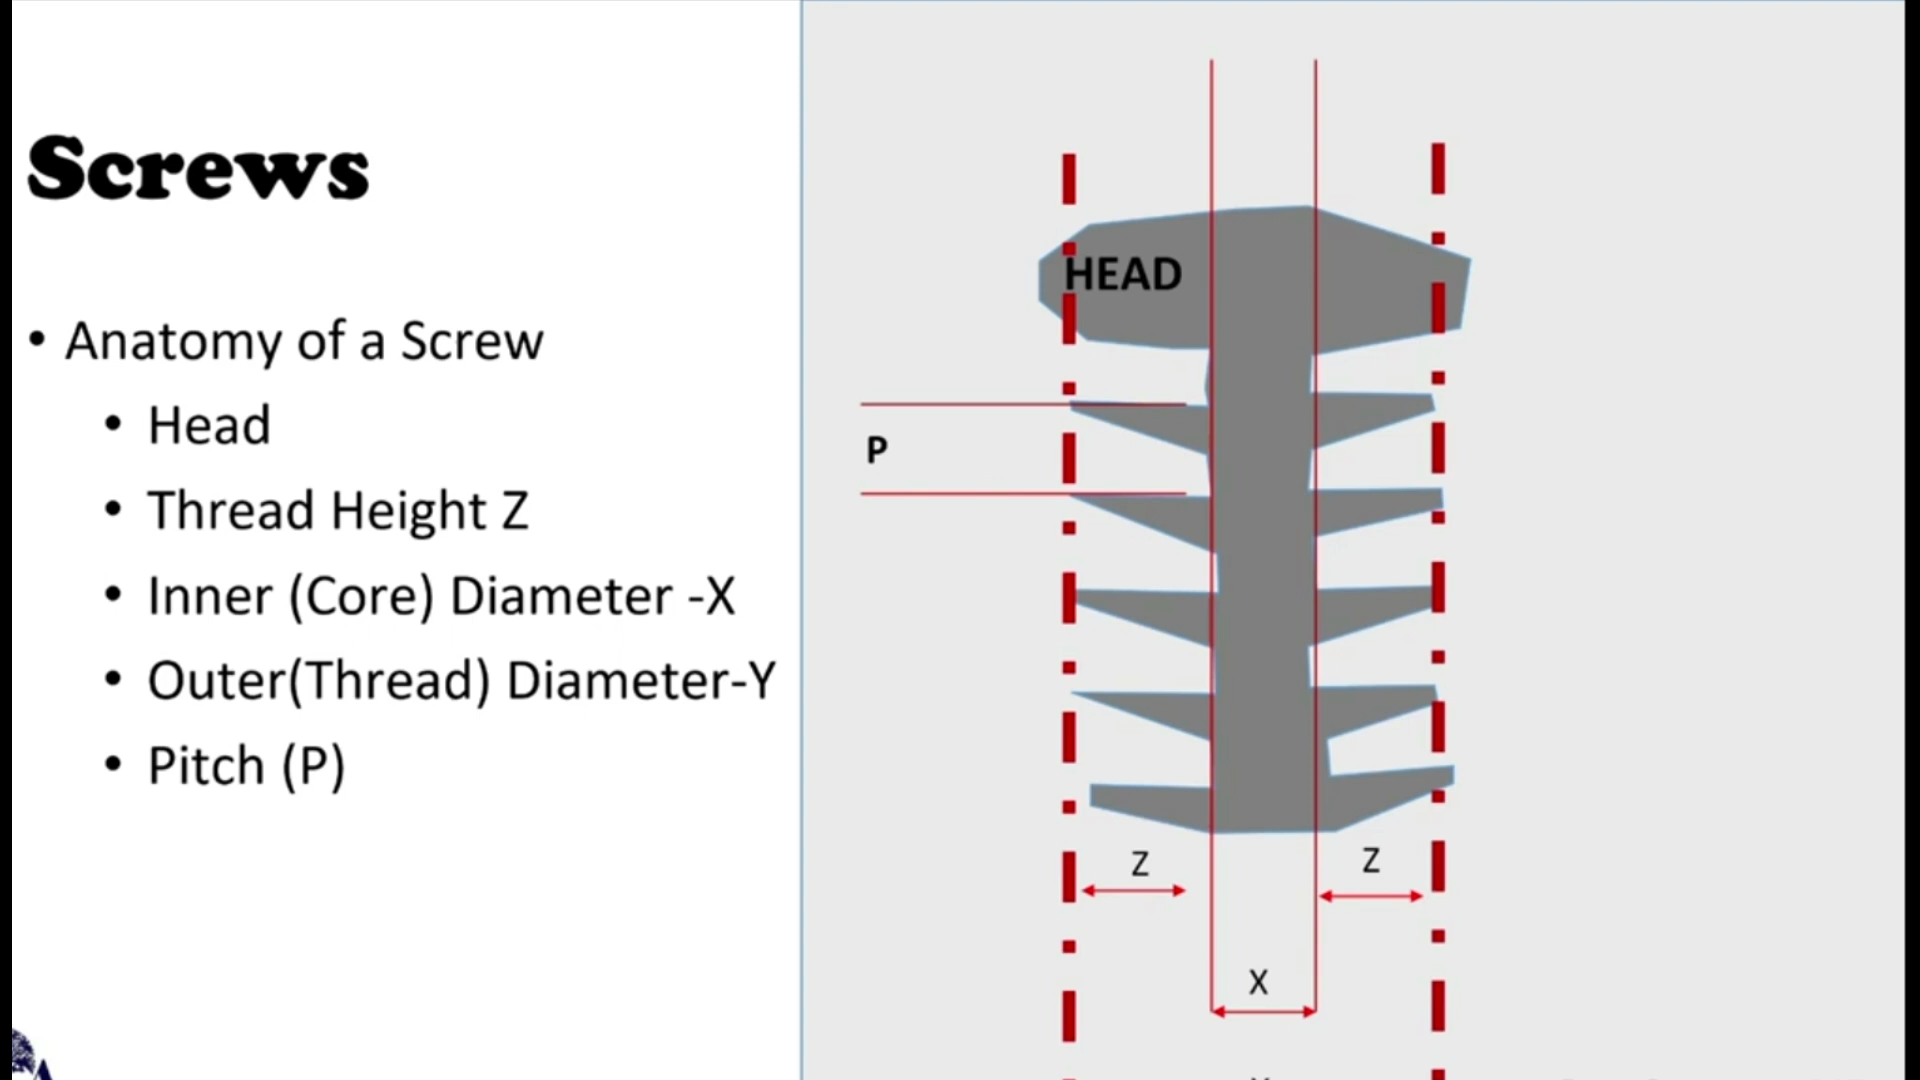 Screws
• Anatomy of a Screw
• Head
• Thread Height Z
• Inner (Core) Diameter -X
• Outer(Thread) Diameter-Y
• Pitch (P)
HEAD
P
Z
Z
X